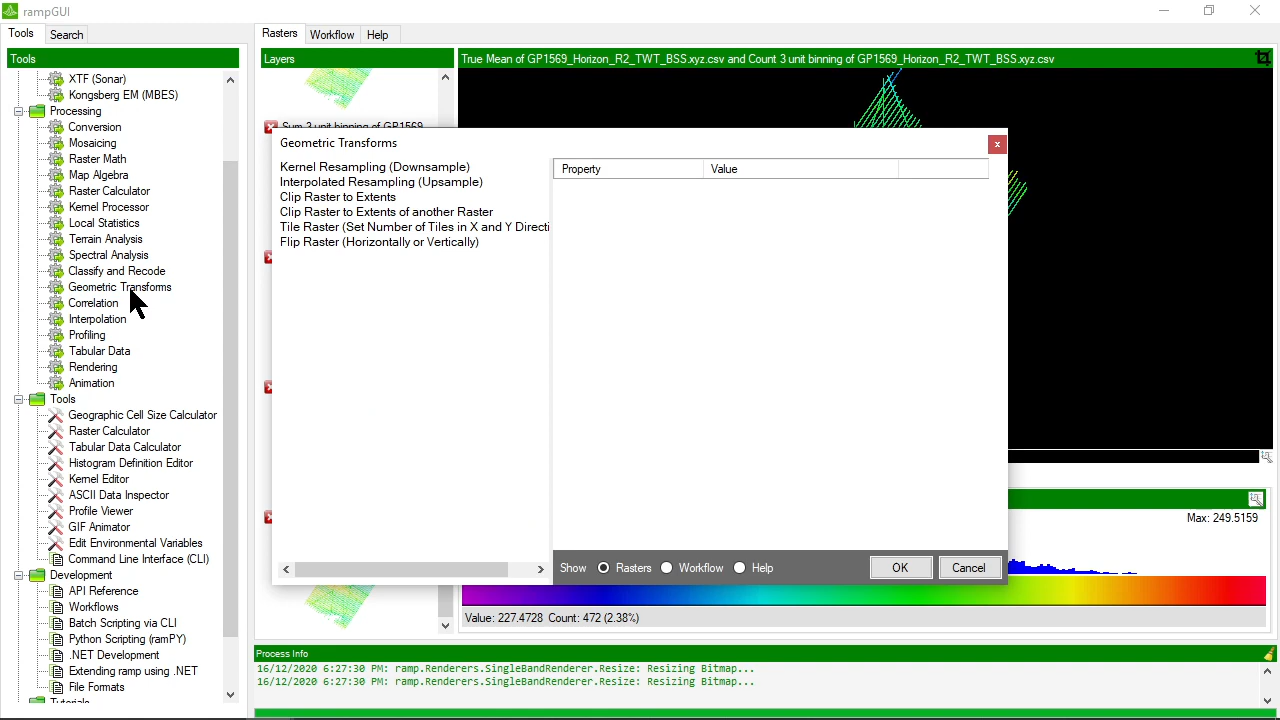 rampGUI
Tools
Search
Tools
XTF (Sonar)
Kongsberg EM (MBES)
Processing
Conversion
Mosaicing
Raster Math
Map Algebra
Raster Calculator
Kernel Processor
Local Statistics
Terrain Analysis
Spectral Analysis
Classify and Recode
Geometric Transforms
Correlation
Interpolation
Profiling
Tabular Data
Rendering
Animation
Tools
Geographic Cell Size Calculator
Raster Calculator
Tabular Data Calculator
Histogram Definition Editor
Kernel Editor
ASCII Data Inspector
Profile Viewer
GIF Animator
Edit Environmental Variables
Command Line Interface (CLI)
Development
API Reference
Workflows
Batch Scripting via CLI
Python Scripting (ramPY)
.NET Development
Extending ramp using .NET
File Formats
Tutorials
Rasters
Workflow
Help
Layers
Sum 3 unit binning of GP1569
True Mean of GP1569_Horizon_R2_TWT_BSS.xyz.csv and Count 3 unit binning of GP1569_Horizon_R2_TWT_BSS.xyz.csv
Geometric Transforms
Kernel Resampling (Downsample)
Interpolated Resampling (Upsample)
Clip Raster to Extents
Clip Raster to Extents of another Raster
Tile Raster (Set Number of Tiles in X and Y Directi
Flip Raster (Horizontally or Vertically)
Property
Value
Show
Rasters
Workflow
Help
OK
Cancel
Max: 249.5159
Value: 227.4728 Count: 472 (2.38%)
Process Info
16/12/2020 6:27:30 PM: ramp.Renderers.SingleBandRenderer.Resize: Resizing Bitmap...
16/12/2020 6:27:30 PM: ramp.Renderers.SingleBandRenderer.Resize: Resizing Bitmap...